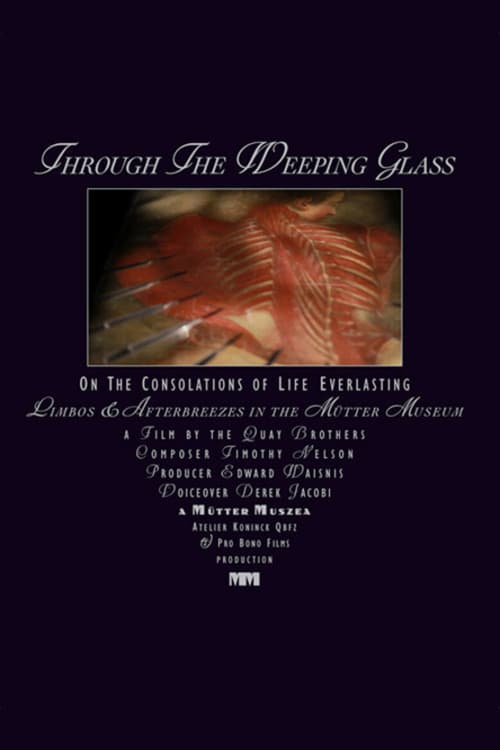 Through The Weeping Glass
On The Consolations of Life Everlasting
Limbos & Afterbreezes in the Mütter Museum
a Film by the Quay Brothers
Composer Timothy Nelson
Producer Edward Waisnis
Voiceover Derek Jacobi
a Mütter Muszea
Atelier Koninck QBFZ
& Pro Bono Films
production
MM